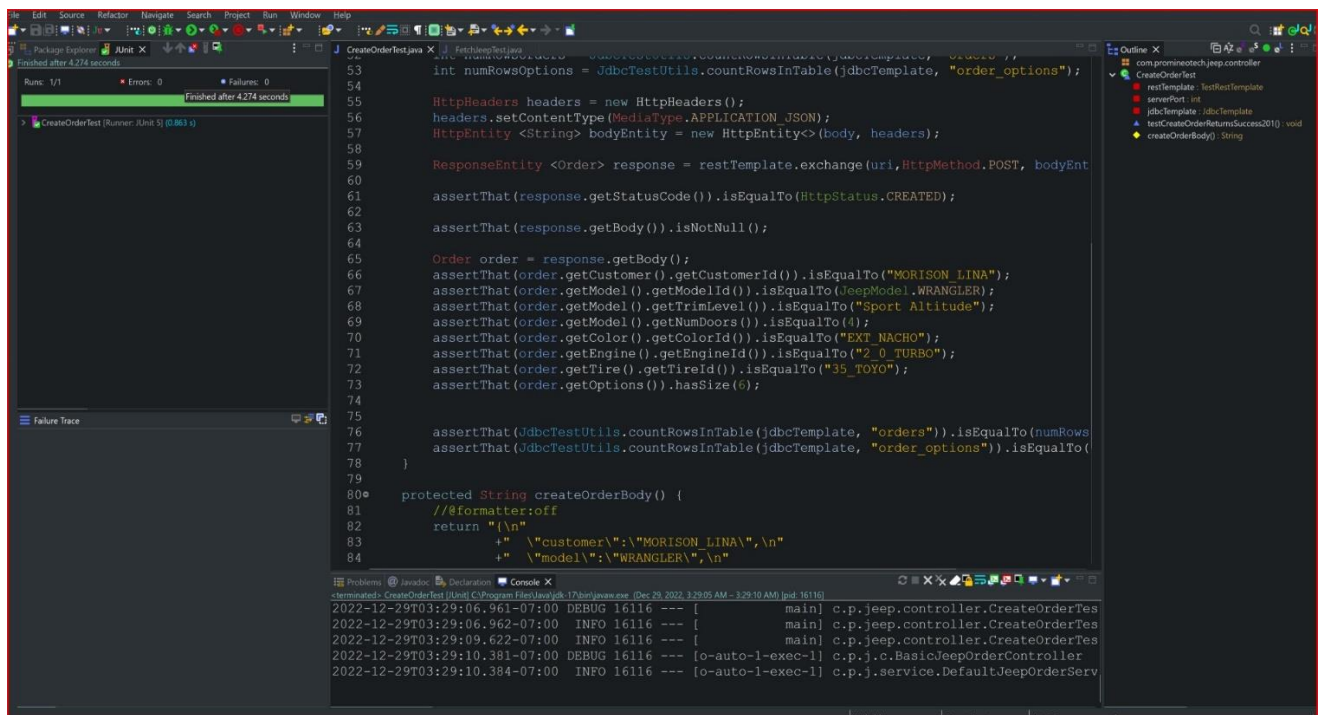 File Edit Source Refactor Navigate Search Project Run Window Help
Package Explorer JUnit
Finished after 4.274 seconds
Runs: 1/1 Errors: 0 Failures: 0
Finished after 4.274 seconds
CreateOrderTest [Runner: JUnit 5] (0.863 s)
Failure Trace
CreateOrderTest.java FetchJeepTest.java
53 int numRowsOptions = JdbcTestUtils.countRowsInTable(jdbcTemplate, "order_options");
54
55 HttpHeaders headers = new HttpHeaders();
56 headers.setContentType(MediaType.APPLICATION_JSON);
57 HttpEntity <String> bodyEntity = new HttpEntity<>(body, headers);
58
59 ResponseEntity <Order> response = restTemplate.exchange(uri,HttpMethod.POST, bodyEnt
60
61 assertThat(response.getStatusCode()).isEqualTo(HttpStatus.CREATED);
62
63 assertThat(response.getBody()).isNotNull();
64
65 Order order = response.getBody();
66 assertThat(order.getCustomer().getCustomerId()).isEqualTo("MORISON_LINA");
67 assertThat(order.getModel().getModelId()).isEqualTo(JeepModel.WRANGLER);
68 assertThat(order.getModel().getTrimLevel()).isEqualTo("Sport Altitude");
69 assertThat(order.getModel().getNumDoors()).isEqualTo(4);
70 assertThat(order.getColor().getColorId()).isEqualTo("EXT_NACHO");
71 assertThat(order.getEngine().getEngineId()).isEqualTo("2_0_TURBO");
72 assertThat(order.getTire().getTireId()).isEqualTo("35_TOYO");
73 assertThat(order.getOptions()).hasSize(6);
74
75
76 assertThat(JdbcTestUtils.countRowsInTable(jdbcTemplate, "orders")).isEqualTo(numRows
77 assertThat(JdbcTestUtils.countRowsInTable(jdbcTemplate, "order_options")).isEqualTo(
78 }
79
80 protected String createOrderBody() {
81 //@formatter:off
82 return "{\n"
83 +" \"customer\":\"MORISON_LINA\",\n"
84 +" \"model\":\"WRANGLER\",\n"
Problems Javadoc Declaration Console
<terminated> CreateOrderTest [JUnit] C:\Program Files\Java\jdk-17\bin\javaw.exe (Dec 29, 2022, 3:29:05 AM – 3:29:10 AM) [pid: 16116]
2022-12-29T03:29:06.961-07:00 DEBUG 16116 --- [ main] c.p.jeep.controller.CreateOrderTes
2022-12-29T03:29:06.962-07:00 INFO 16116 --- [ main] c.p.jeep.controller.CreateOrderTes
2022-12-29T03:29:09.622-07:00 INFO 16116 --- [ main] c.p.jeep.controller.CreateOrderTes
2022-12-29T03:29:10.381-07:00 DEBUG 16116 --- [o-auto-1-exec-1] c.p.j.c.BasicJeepOrderController
2022-12-29T03:29:10.384-07:00 INFO 16116 --- [o-auto-1-exec-1] c.p.j.service.DefaultJeepOrderServ
Outline
com.promineotech.jeep.controller
CreateOrderTest
restTemplate : TestRestTemplate
serverPort : int
jdbcTemplate : JdbcTemplate
testCreateOrderReturnsSuccess201() : void
createOrderBody() : String